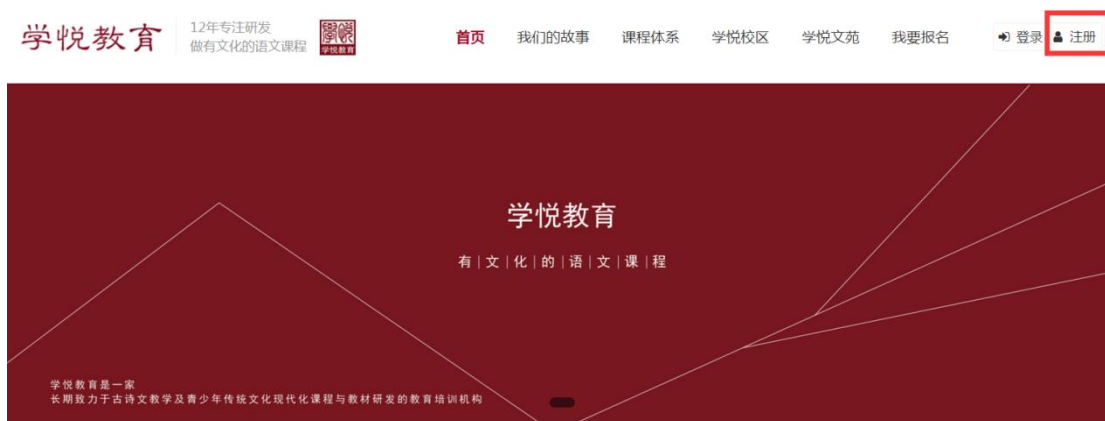 学悦教育
12年专注研发
做有文化的语文课程
學悦
学悦教育
首页 我们的故事 课程体系 学悦校区 学悦文苑 我要报名 登录 注册
学悦教育
有|文|化|的|语|文|课|程
学悦教育是一家
长期致力于古诗文教学及青少年传统文化现代化课程与教材研发的教育培训机构